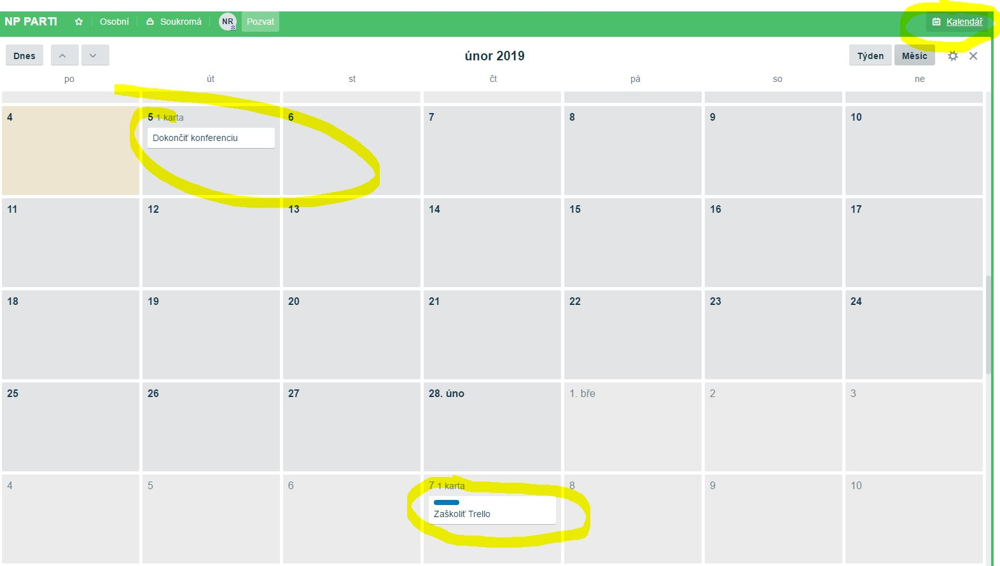 NP PARTI Osobní Soukromá NR Pozvat Kalendář
Dnes únor 2019 Týden Měsíc
po út st čt pá so ne
4 5 1 karta 6 7 8 9 10
Dokončiť konferenciu
11 12 13 14 15 16 17
18 19 20 21 22 23 24
25 26 27 28. úno 1. bře 2 3
4 5 6 7 1 karta 8 9 10
Zaškoliť Trello